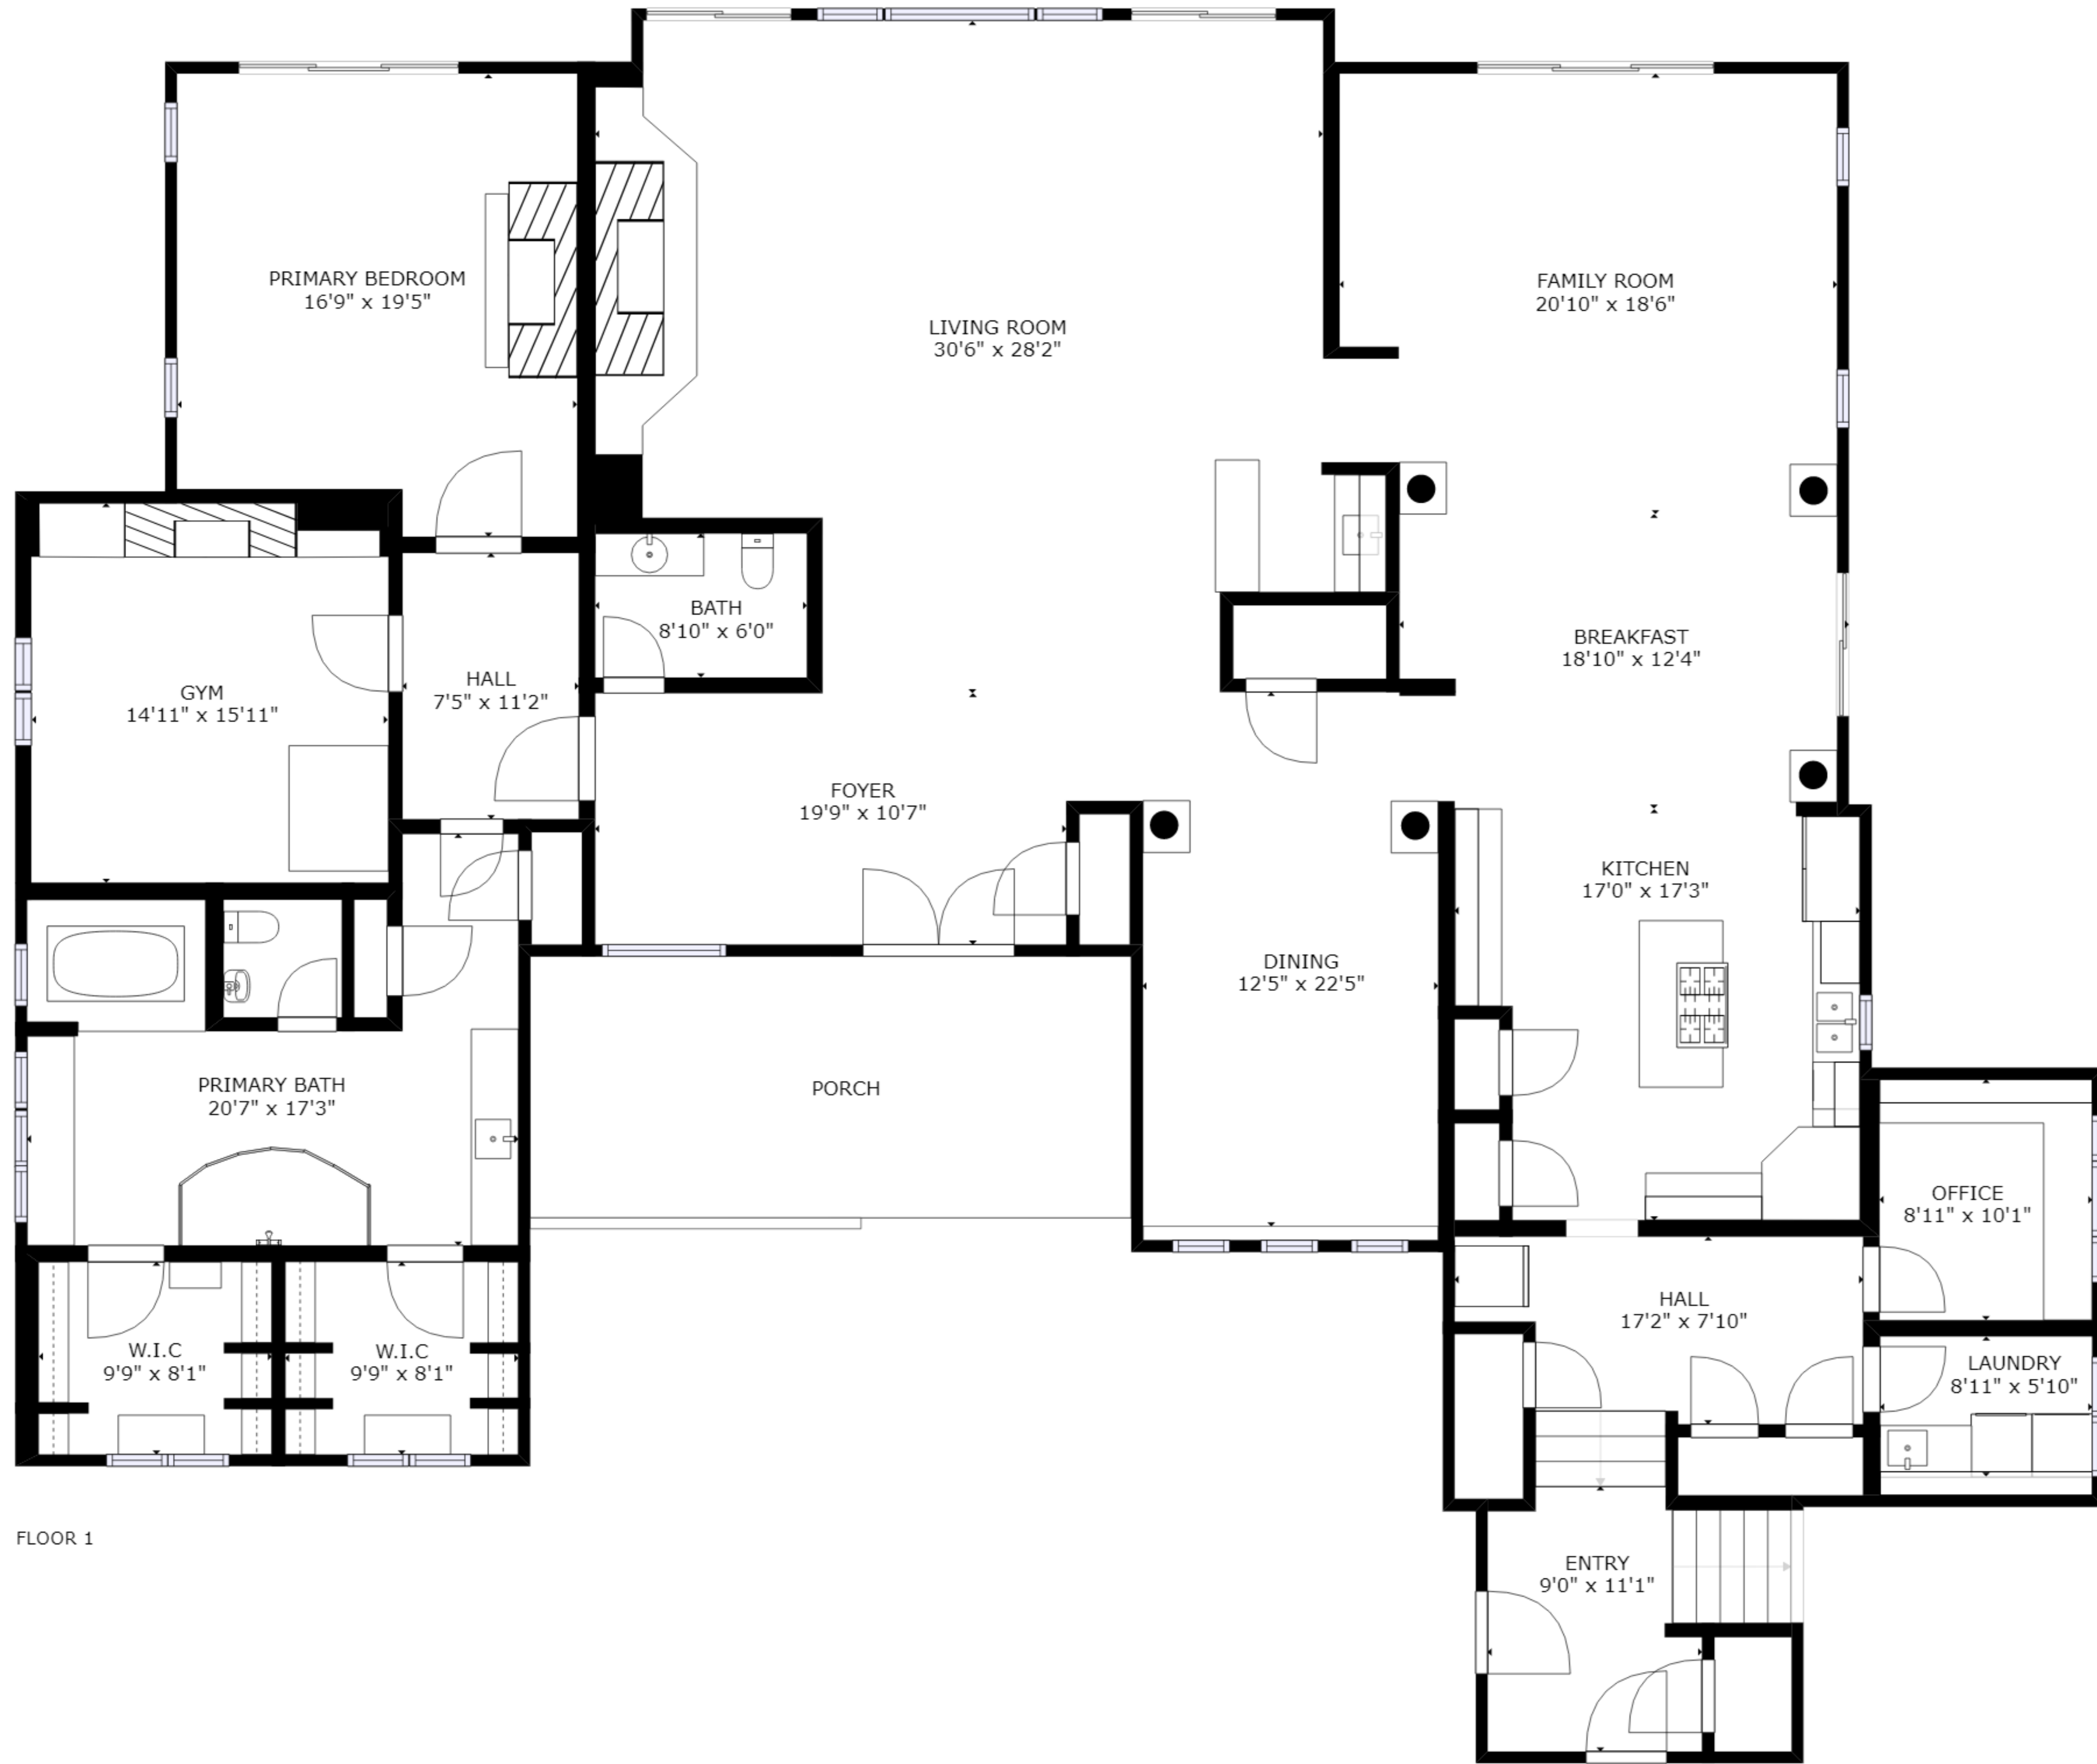 PRIMARY BEDROOM
16'9" x 19'5"
LIVING ROOM
30'6" x 28'2"
FAMILY ROOM
20'10" x 18'6"
GYM
14'11" x 15'11"
HALL
7'5" x 11'2"
BATH
8'10" x 6'0"
BREAKFAST
18'10" x 12'4"
FOYER
19'9" x 10'7"
KITCHEN
17'0" x 17'3"
DINING
12'5" x 22'5"
PRIMARY BATH
20'7" x 17'3"
PORCH
OFFICE
8'11" x 10'1"
HALL
17'2" x 7'10"
W.I.C
9'9" x 8'1"
W.I.C
9'9" x 8'1"
LAUNDRY
8'11" x 5'10"
ENTRY
9'0" x 11'1"
FLOOR 1